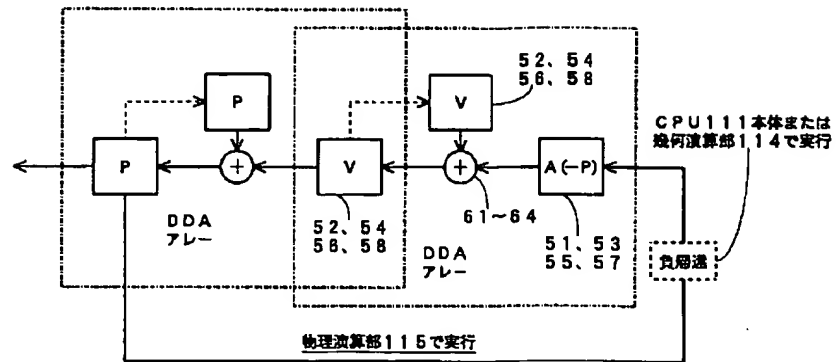 52、54
56、58
CPU111本体または
幾何演算部114で実行
P
V
P
V
A(-P)
61~64
52、54
56、58
51、53
55、57
DDA
アレー
DDA
アレー
負帰還
物理演算部115で実行